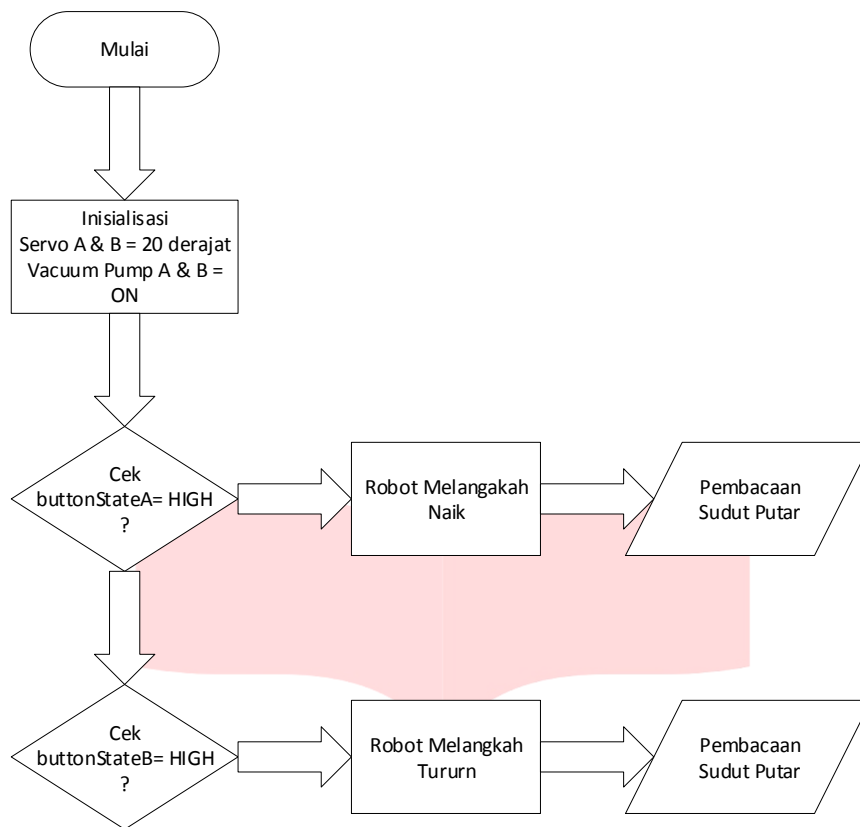 Mulai
Inisialisasi
Servo A & B = 20 derajat
Vacuum Pump A & B =
ON
Cek
buttonStateA= HIGH
?
Robot Melangakah
Naik
Pembacaan
Sudut Putar
Cek
buttonStateB= HIGH
?
Robot Melangkah
Tururn
Pembacaan
Sudut Putar